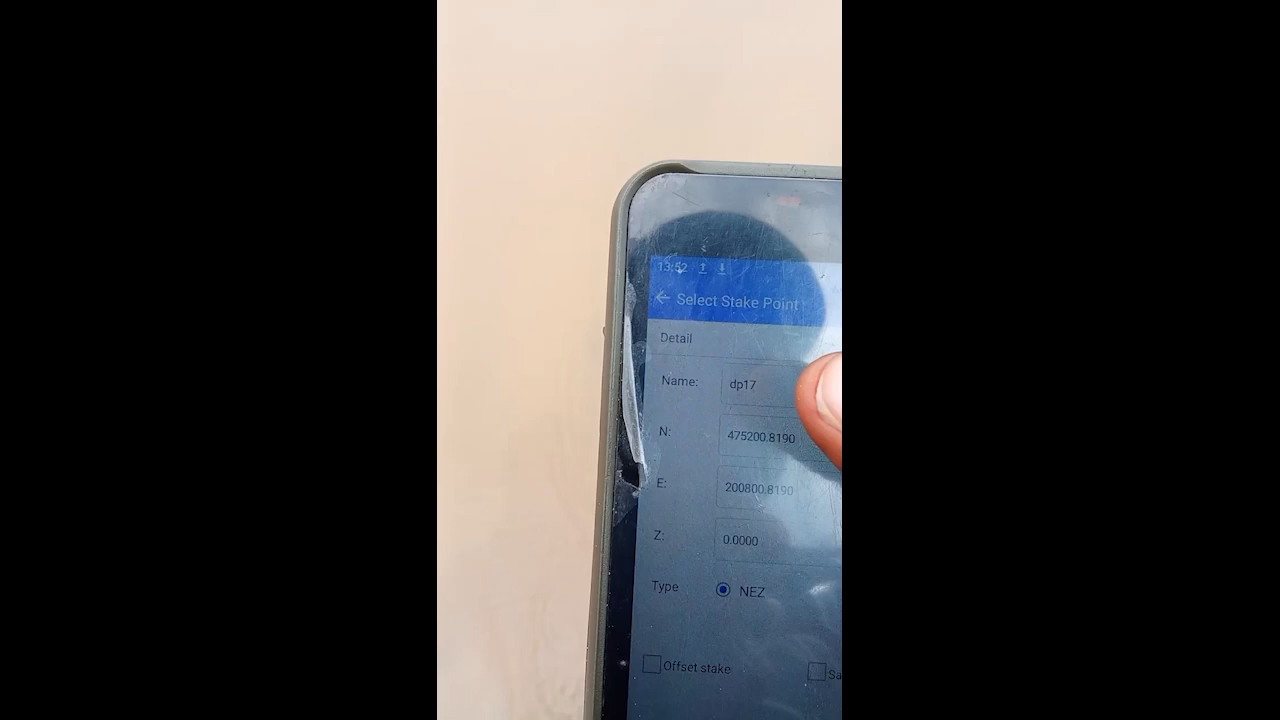 13:52
Select Stake Point
Detail
Name: dp17
N: 475200.8190
E: 200800.8190
Z: 0.0000
Type NEZ
Offset stake